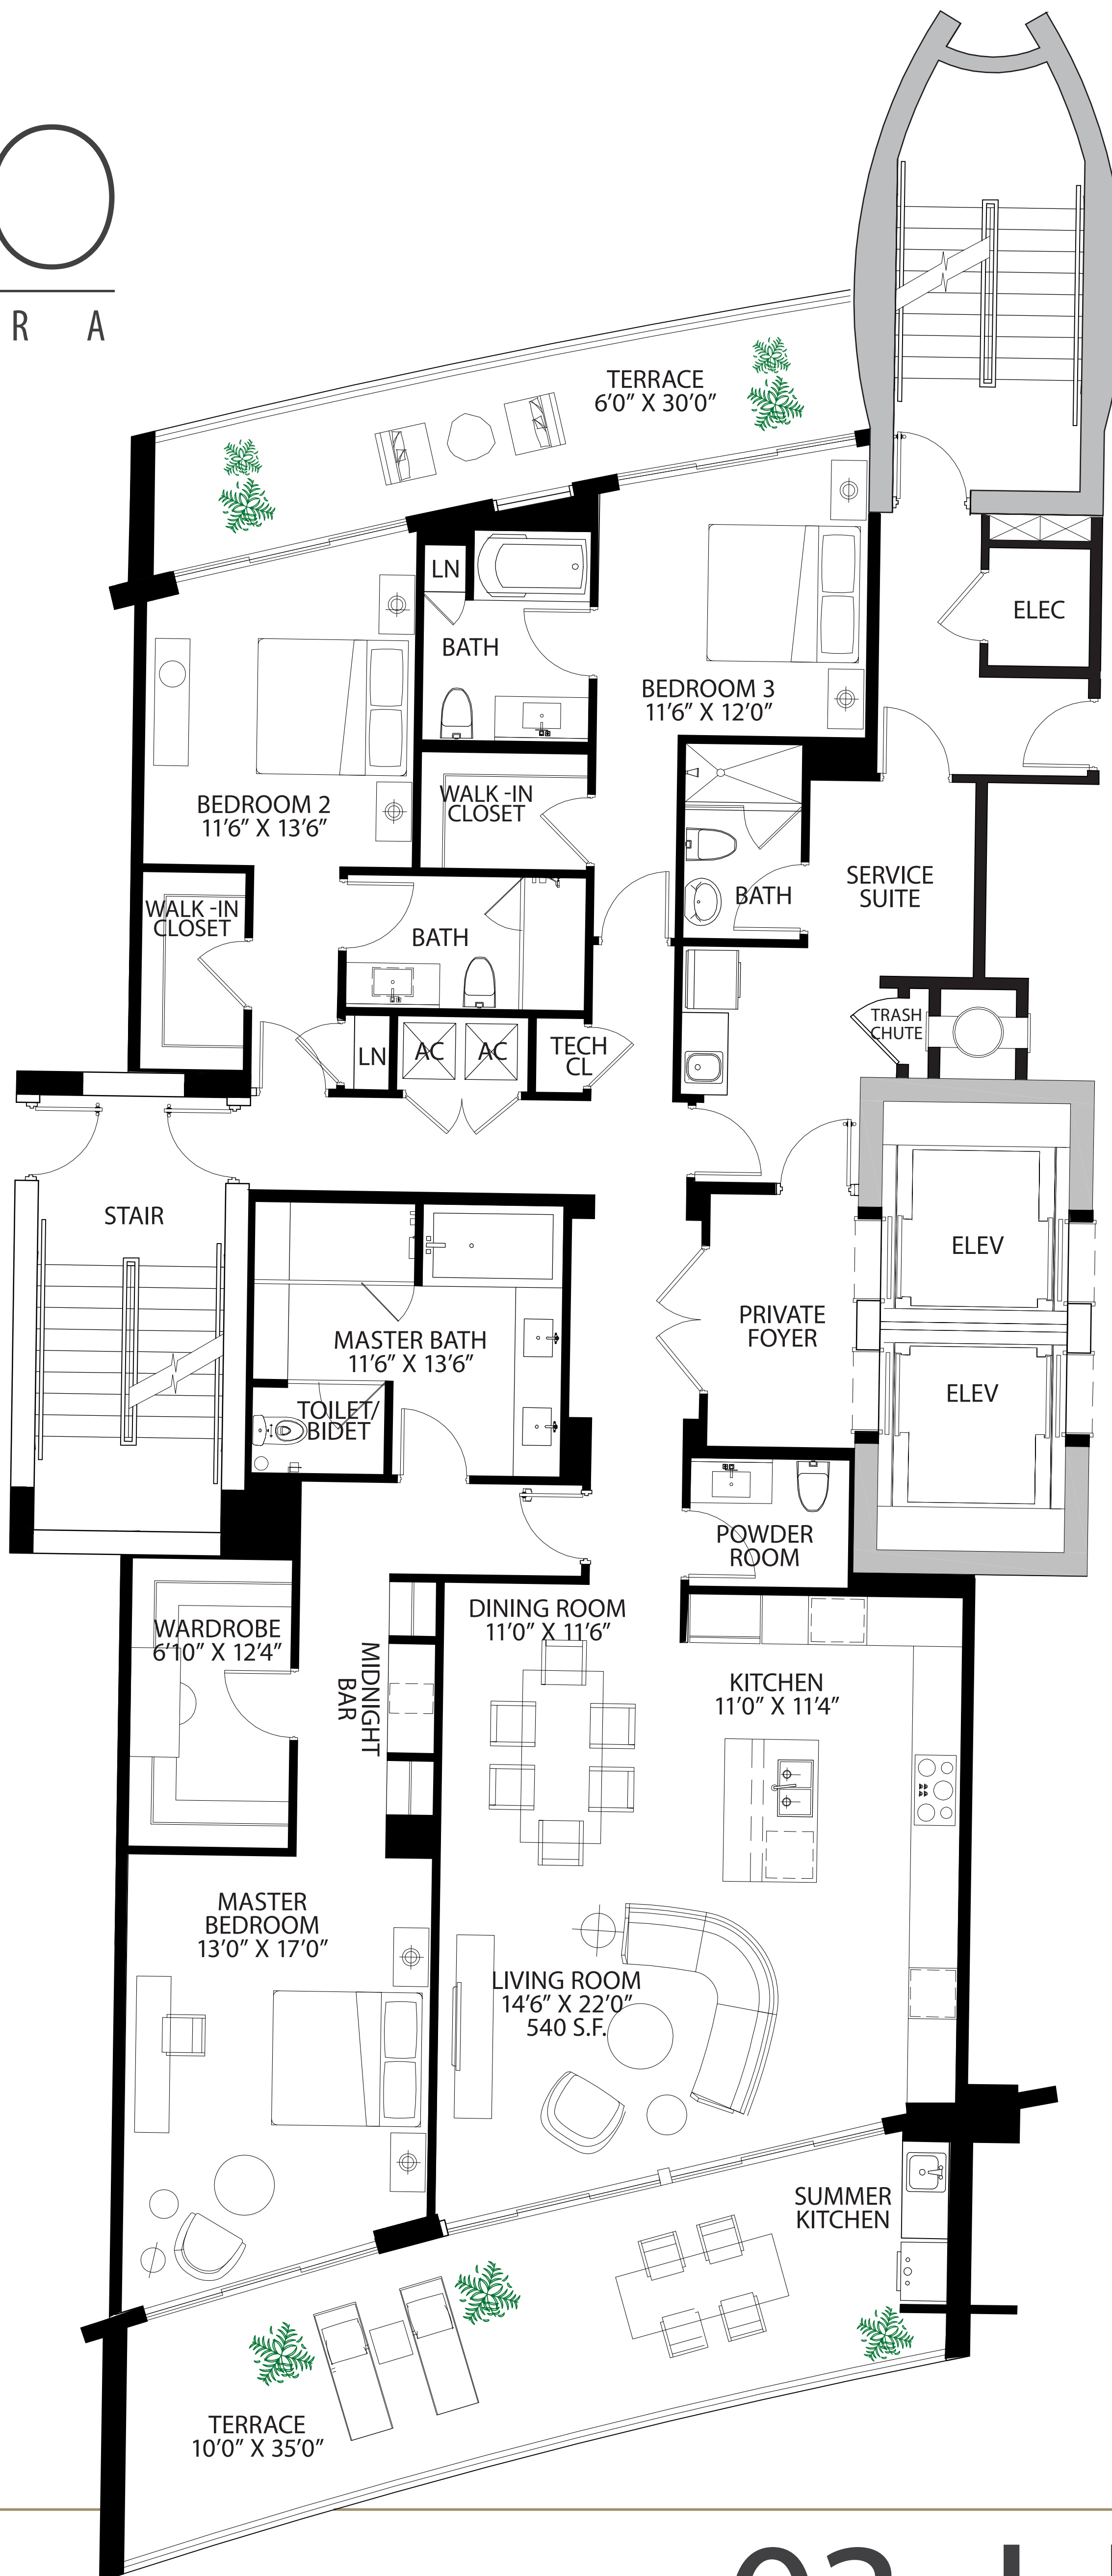 O
R A
TERRACE
6'0" X 30'0"
LN
BATH
ELEC
BEDROOM 3
11'6" X 12'0"
BEDROOM 2
11'6" X 13'6"
WALK -IN
CLOSET
BATH
SERVICE
SUITE
WALK -IN
CLOSET
BATH
TRASH
CHUTE
LN
AC
AC
TECH
CL
STAIR
ELEV
PRIVATE
FOYER
MASTER BATH
11'6" X 13'6"
ELEV
TOILET/
BIDET
POWDER
ROOM
DINING ROOM
11'0" X 11'6"
WARDROBE
6'10" X 12'4"
MIDNIGHT
BAR
KITCHEN
11'0" X 11'4"
MASTER
BEDROOM
13'0" X 17'0"
LIVING ROOM
14'6" X 22'0"
540 S.F.
SUMMER
KITCHEN
TERRACE
10'0" X 35'0"